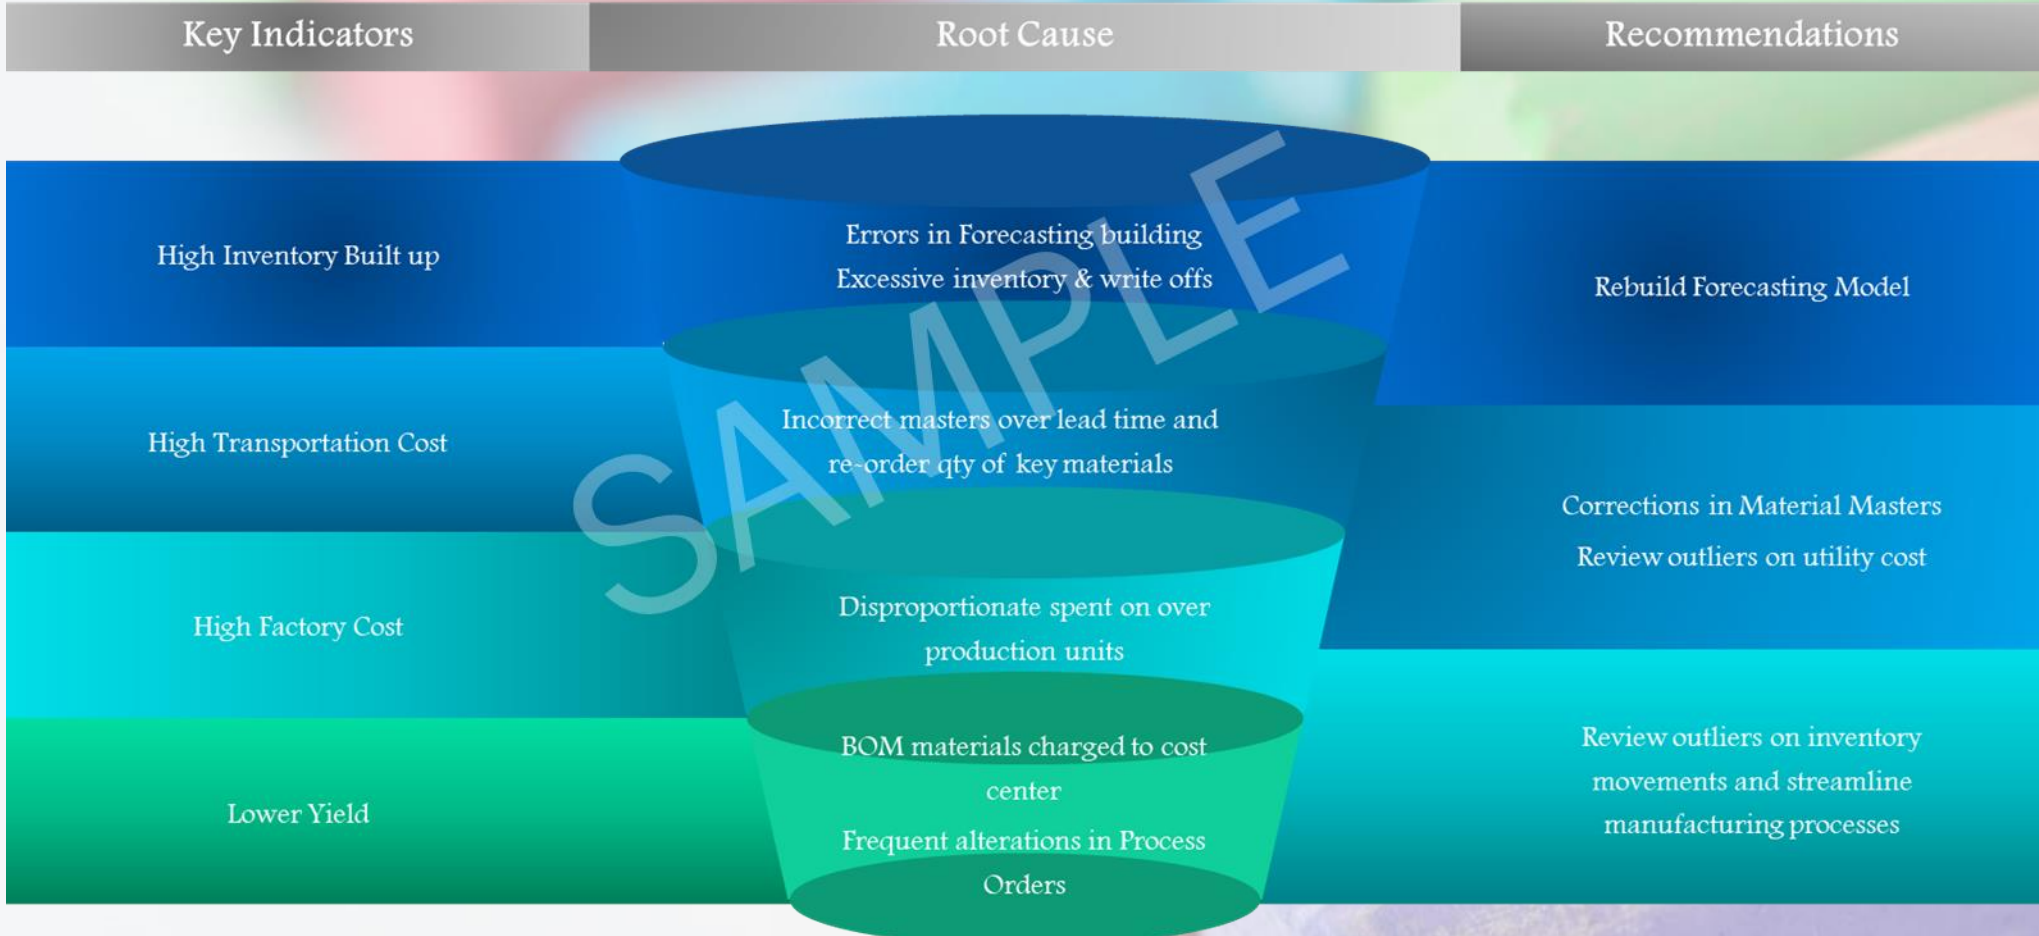 Key Indicators
Root Cause
Recommendations
High Inventory Built up
Errors in Forecasting building
Excessive inventory & write offs
Rebuild Forecasting Model
High Transportation Cost
Incorrect masters over lead time and
re-order qty of key materials
Corrections in Material Masters
Review outliers on utility cost
High Factory Cost
Disproportionate spent on over
production units
Lower Yield
BOM materials charged to cost
center
Frequent alterations in Process
Orders
Review outliers on inventory
movements and streamline
manufacturing processes
SAMPLE